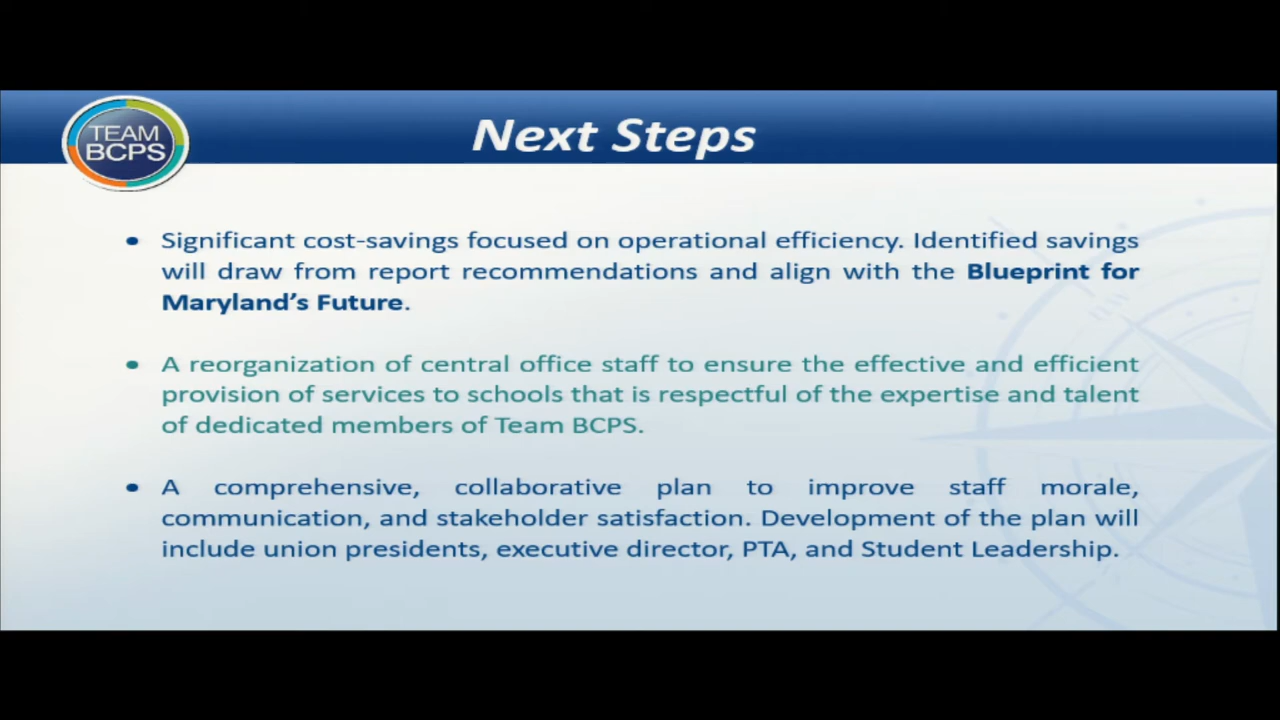 TEAM
BCPS
Next Steps
• Significant cost-savings focused on operational efficiency. Identified savings
will draw from report recommendations and align with the Blueprint for
Maryland's Future.
• A reorganization of central office staff to ensure the effective and efficient
provision of services to schools that is respectful of the expertise and talent
of dedicated members of Team BCPS.
• A comprehensive, collaborative plan to improve staff morale,
communication, and stakeholder satisfaction. Development of the plan will
include union presidents, executive director, PTA, and Student Leadership.